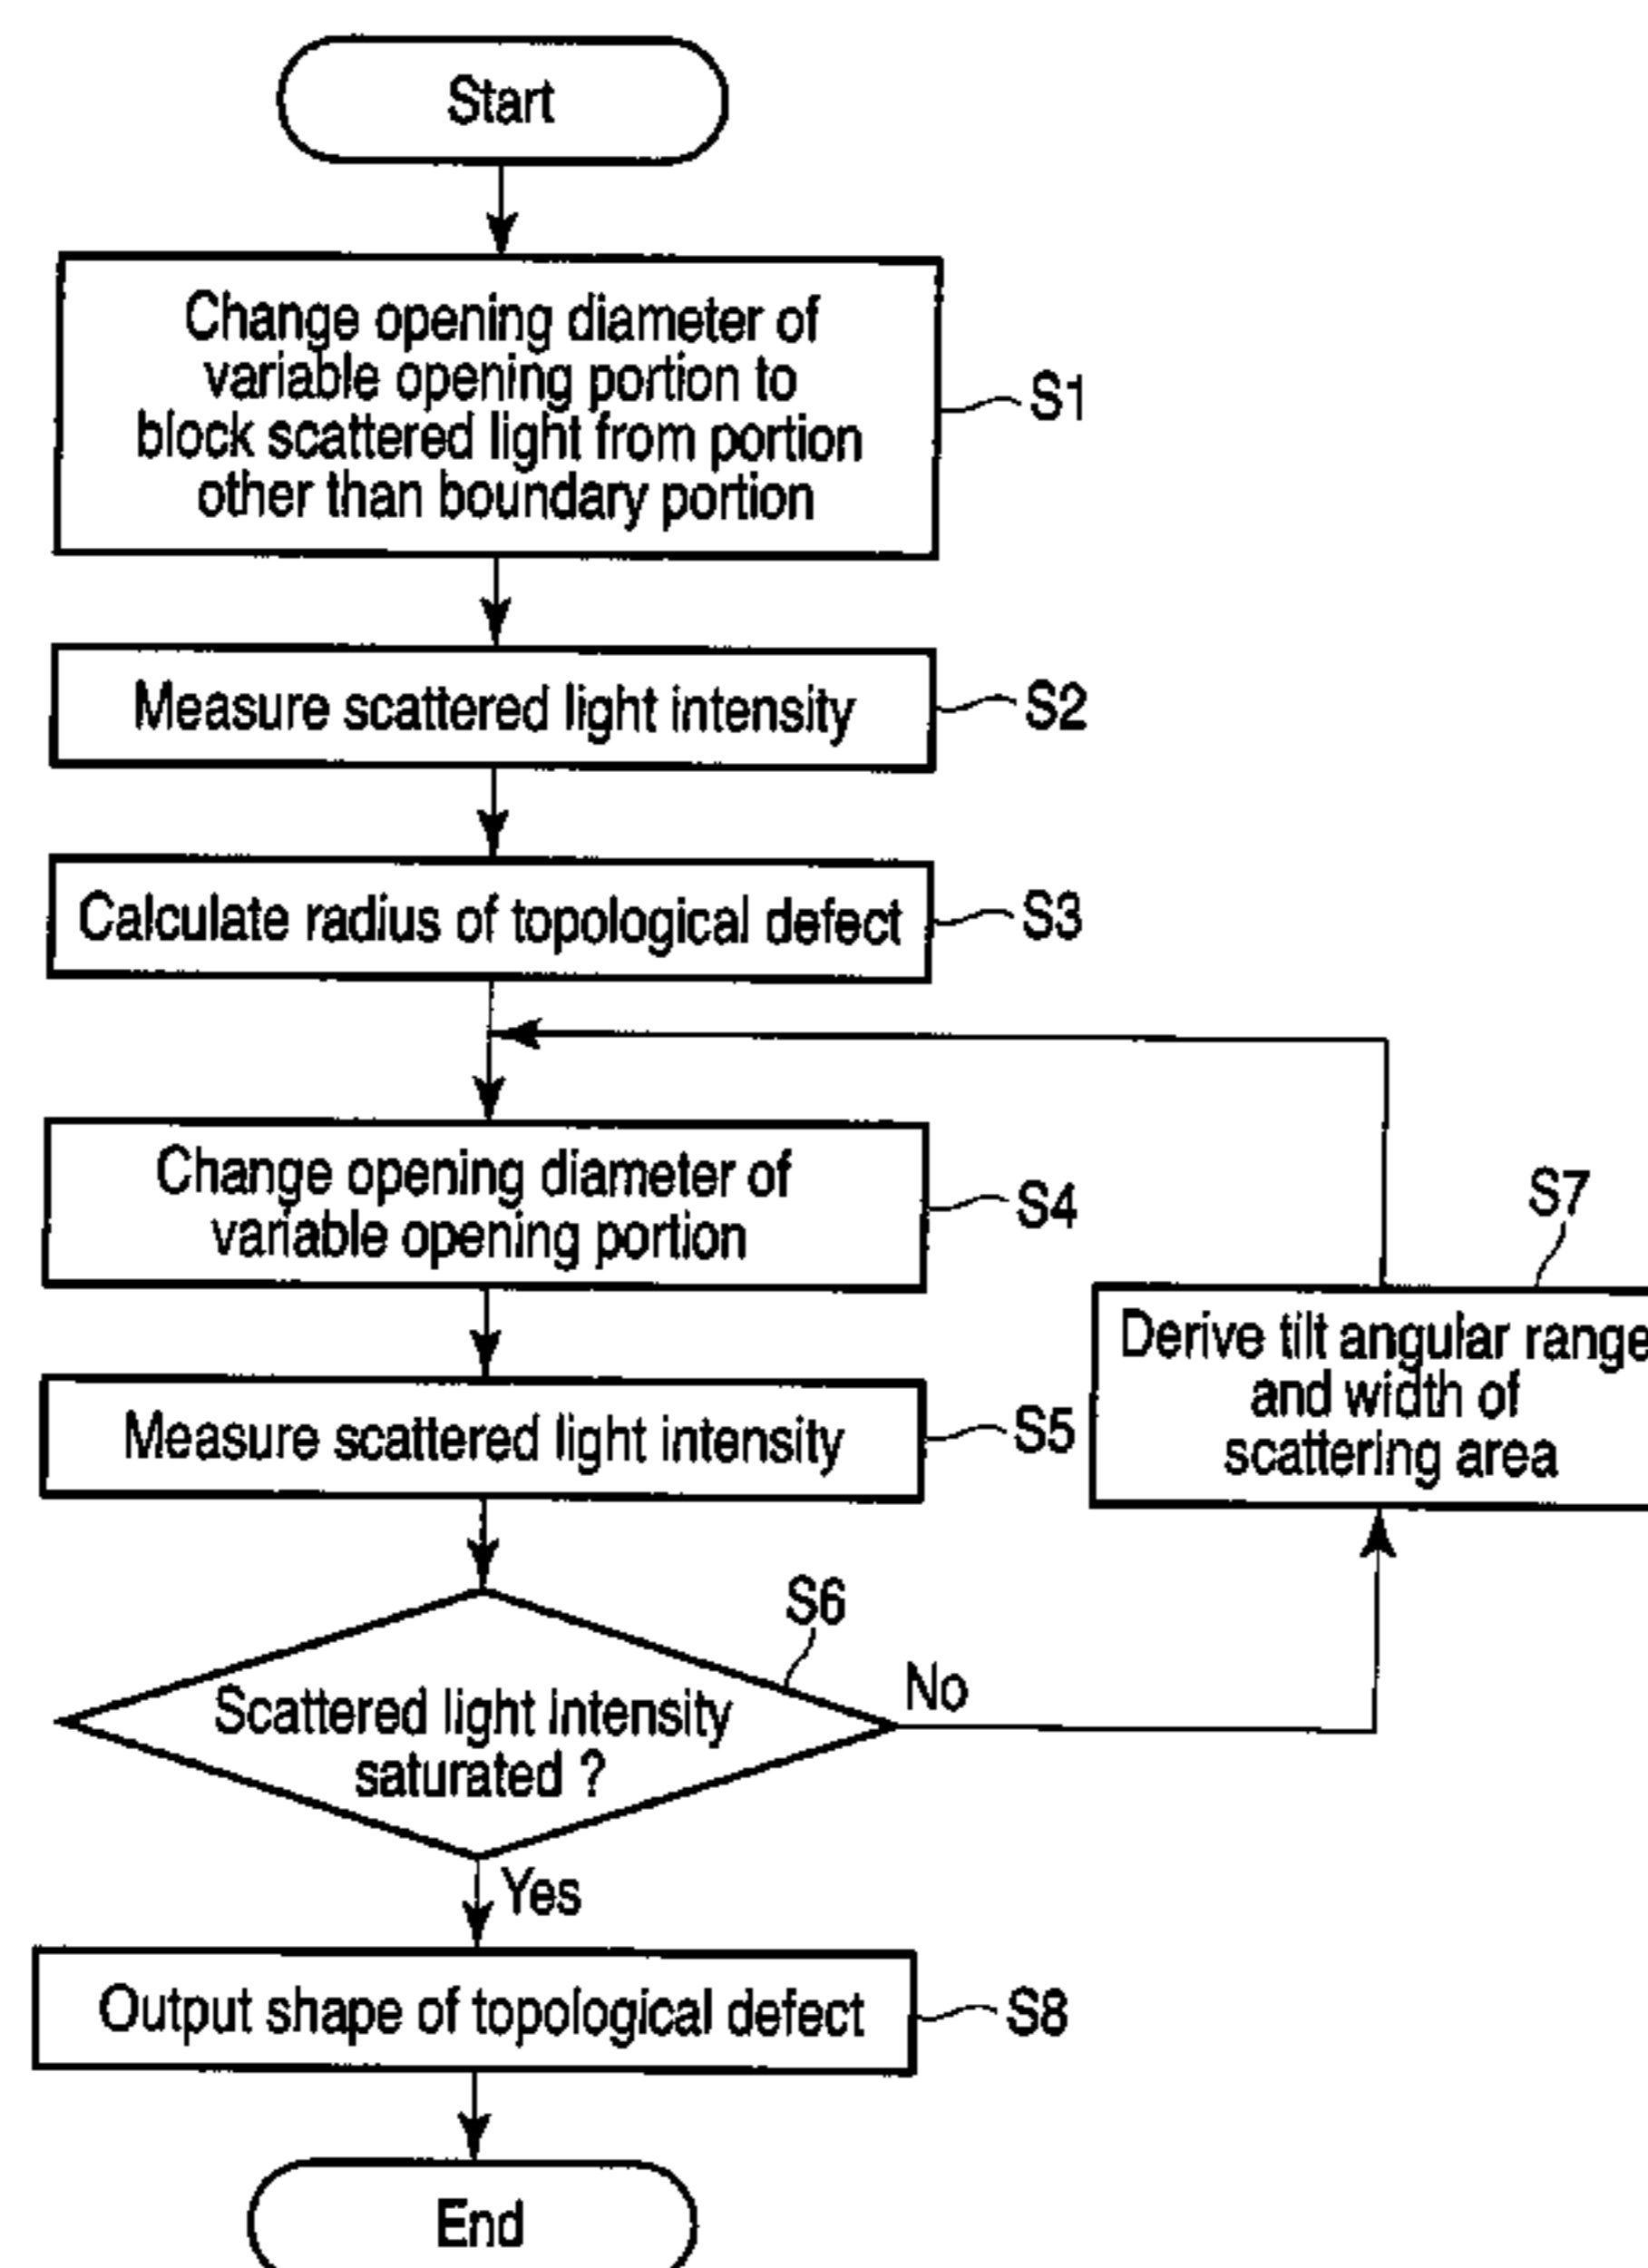 Start
Change opening diameter of
variable opening portion to
block scattered light from portion
other than boundary portion
S1
Measure scattered light intensity
S2
Calculate radius of topological defect
S3
Change opening diameter of
variable opening portion
S4
S7
Derive tilt angular range
and width of
scattering area
Measure scattered light intensity
S5
S6
Scattered light intensity
saturated ?
No
Yes
Output shape of topological defect
S8
End